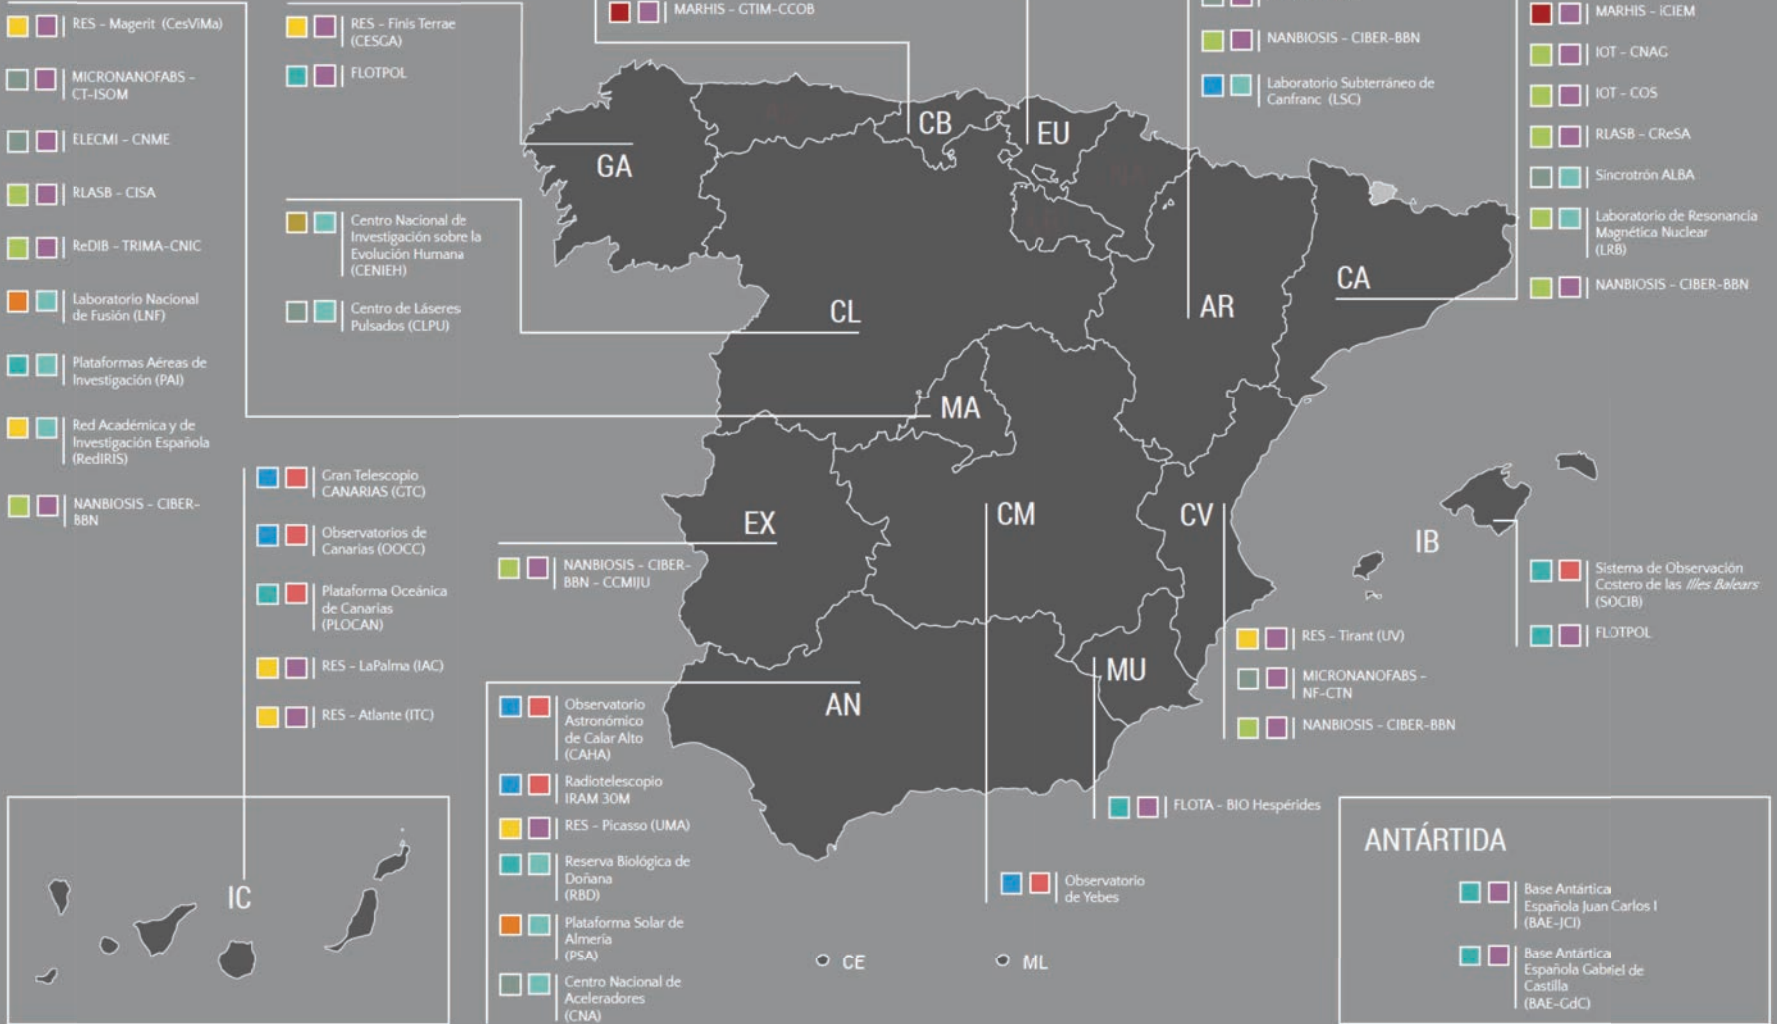 RES - Magerit (CesViMa)
MICRONANOFABS -
CT-ISOM
ELECMI - CNME
RLASB - CISA
ReDIB - TRIMA-CNIC
Laboratorio Nacional
de Fusión (LNF)
Plataformas Aéreas de
Investigación (PAI)
Red Académica y de
Investigación Española
(RedIRIS)
NANBIOSIS - CIBER-
BBN
RES - Finis Terrae
(CESGA)
FLOTPOL
Centro Nacional de
Investigación sobre la
Evolución Humana
(CENIEH)
Centro de Láseres
Pulsados (CLPU)
MARHIS - GTIM-CCOB
NANBIOSIS - CIBER-BBN
Laboratorio Subterráneo de
Canfranc (LSC)
MARHIS - iCIEM
IOT - CNAG
IOT - COS
RLASB - CReSA
Sincrotrón ALBA
Laboratorio de Resonancia
Magnética Nuclear
(LRB)
NANBIOSIS - CIBER-BBN
GA
CB
EU
CL
AR
CA
MA
EX
CM
CV
IB
AN
MU
IC
CE
ML
Gran Telescopio
CANARIAS (GTC)
Observatorios de
Canarias (OOCC)
Plataforma Oceánica
de Canarias
(PLOCAN)
RES - LaPalma (IAC)
RES - Atlante (ITC)
NANBIOSIS - CIBER-
BBN - CCMIJU
Observatorio
Astronómico
de Calar Alto
(CAHA)
Radiotelescopio
IRAM 30M
RES - Picasso (UMA)
Reserva Biológica de
Doñana
(RBD)
Plataforma Solar de
Almería
(PSA)
Centro Nacional de
Aceleradores
(CNA)
Observatorio
de Yebes
FLOTA - BIO Hespérides
RES - Tirant (UV)
MICRONANOFABS -
NF-CTN
NANBIOSIS - CIBER-BBN
Sistema de Observación
Costero de las Illes Balears
(SOCIB)
FLOTPOL
ANTÁRTIDA
Base Antártica
Española Juan Carlos I
(BAE-JCI)
Base Antártica
Española Gabriel de
Castilla
(BAE-GdC)